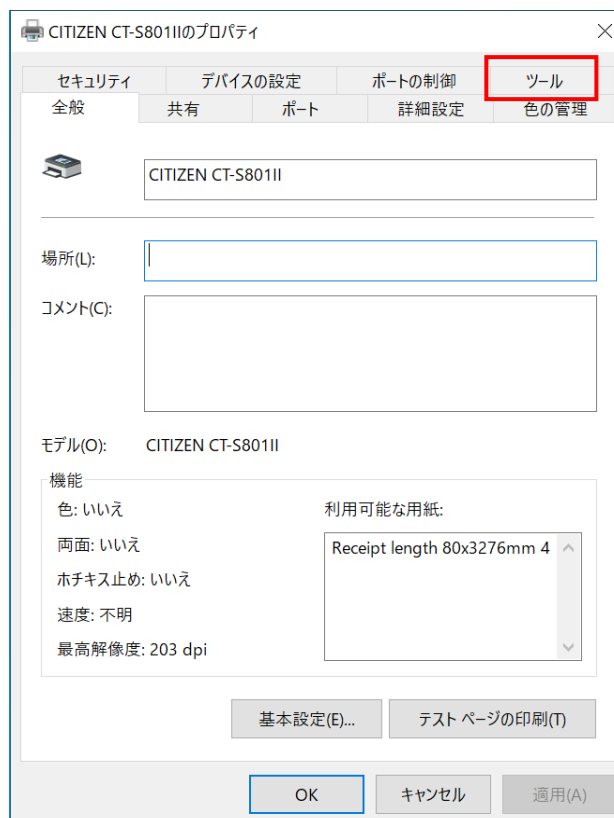 CITIZEN CT-S801IIのプロパティ
セキュリティ デバイスの設定 ポートの制御 ツール
全般 共有 ポート 詳細設定 色の管理
CITIZEN CT-S801II
場所(L):
コメント(C):
モデル(O): CITIZEN CT-S801II
機能
色: いいえ 利用可能な用紙:
両面: いいえ Receipt length 80x3276mm 4
ホチキス止め: いいえ
速度: 不明
最高解像度: 203 dpi
基本設定(E)... テスト ページの印刷(T)
OK キャンセル 適用(A)